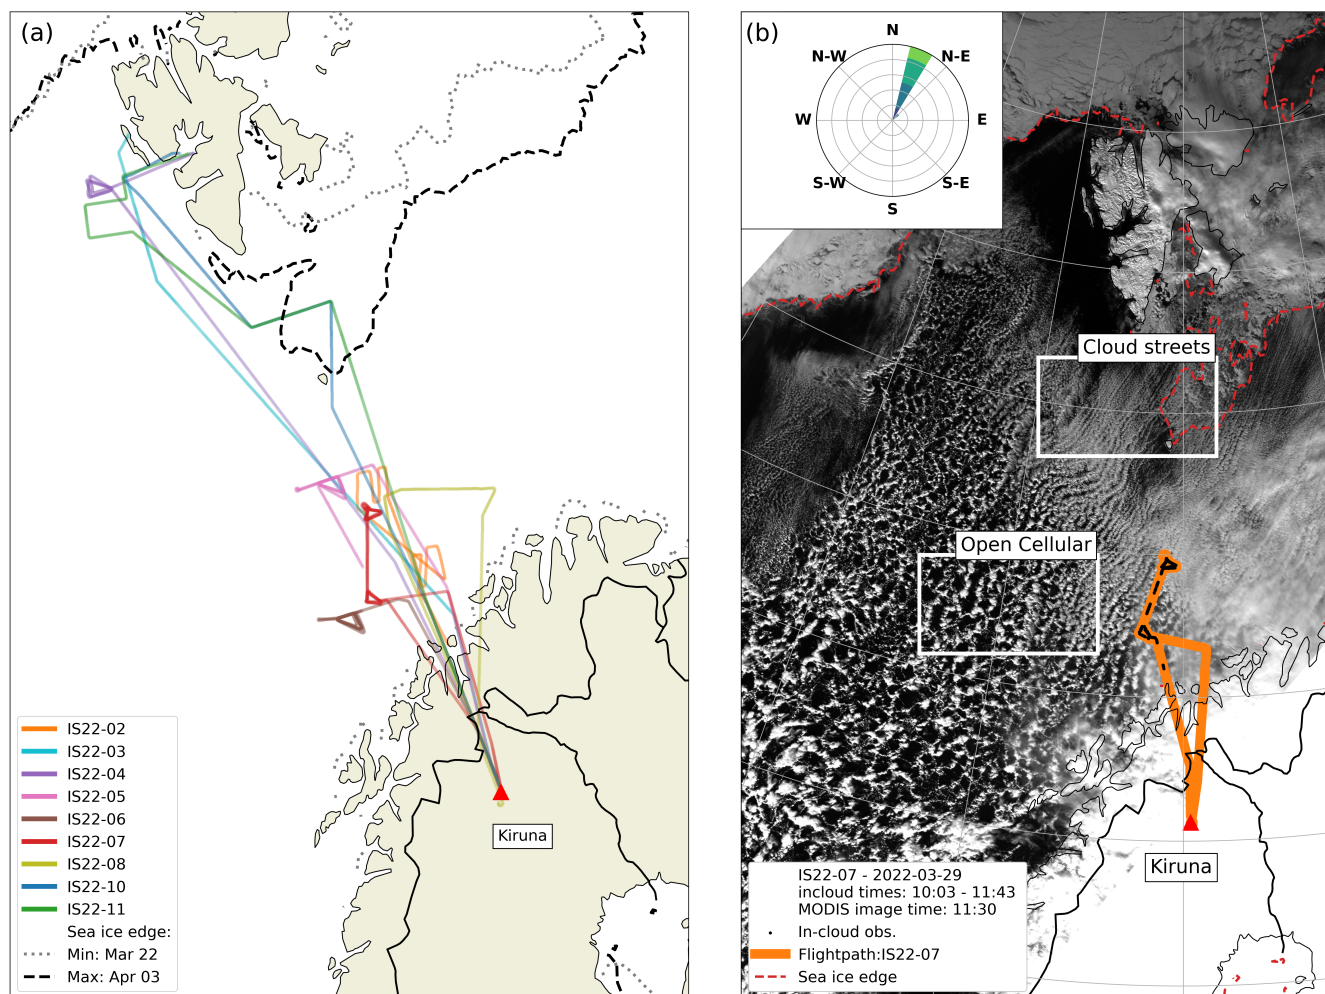 (a)
Kiruna
IS22-02
IS22-03
IS22-04
IS22-05
IS22-06
IS22-07
IS22-08
IS22-10
IS22-11
Sea ice edge:
Min: Mar 22
Max: Apr 03
(b)
N
N-W
N-E
W
E
S-W
S-E
S
Cloud streets
Open Cellular
Kiruna
IS22-07 - 2022-03-29
incloud times: 10:03 - 11:43
MODIS image time: 11:30
In-cloud obs.
Flightpath:IS22-07
Sea ice edge